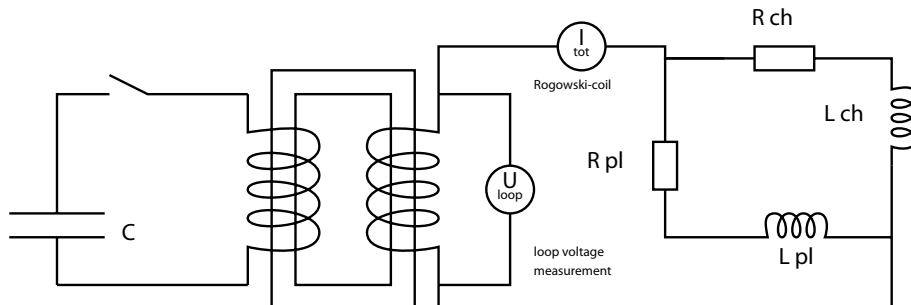 R ch
I
tot
Rogowski-coil
L ch
R pl
U
loop
C
loop voltage
measurement
L pl